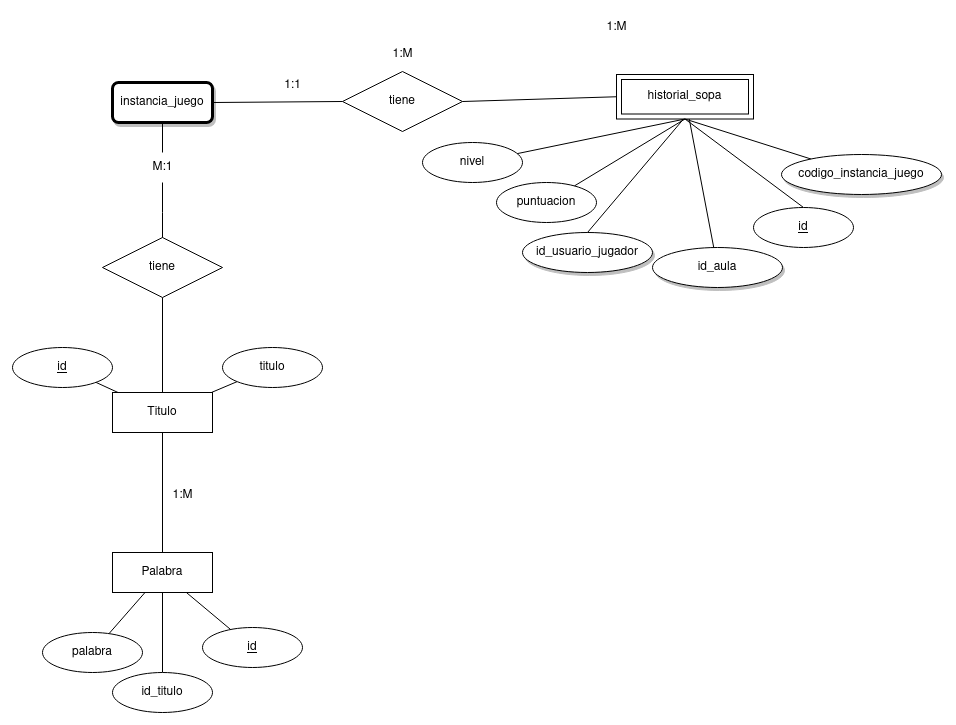 1:M
1:M
1:1
instancia_juego
tiene
historial_sopa
nivel
puntuacion
id_usuario_jugador
id_aula
id
codigo_instancia_juego
M:1
tiene
id
titulo
Titulo
1:M
Palabra
palabra
id_titulo
id